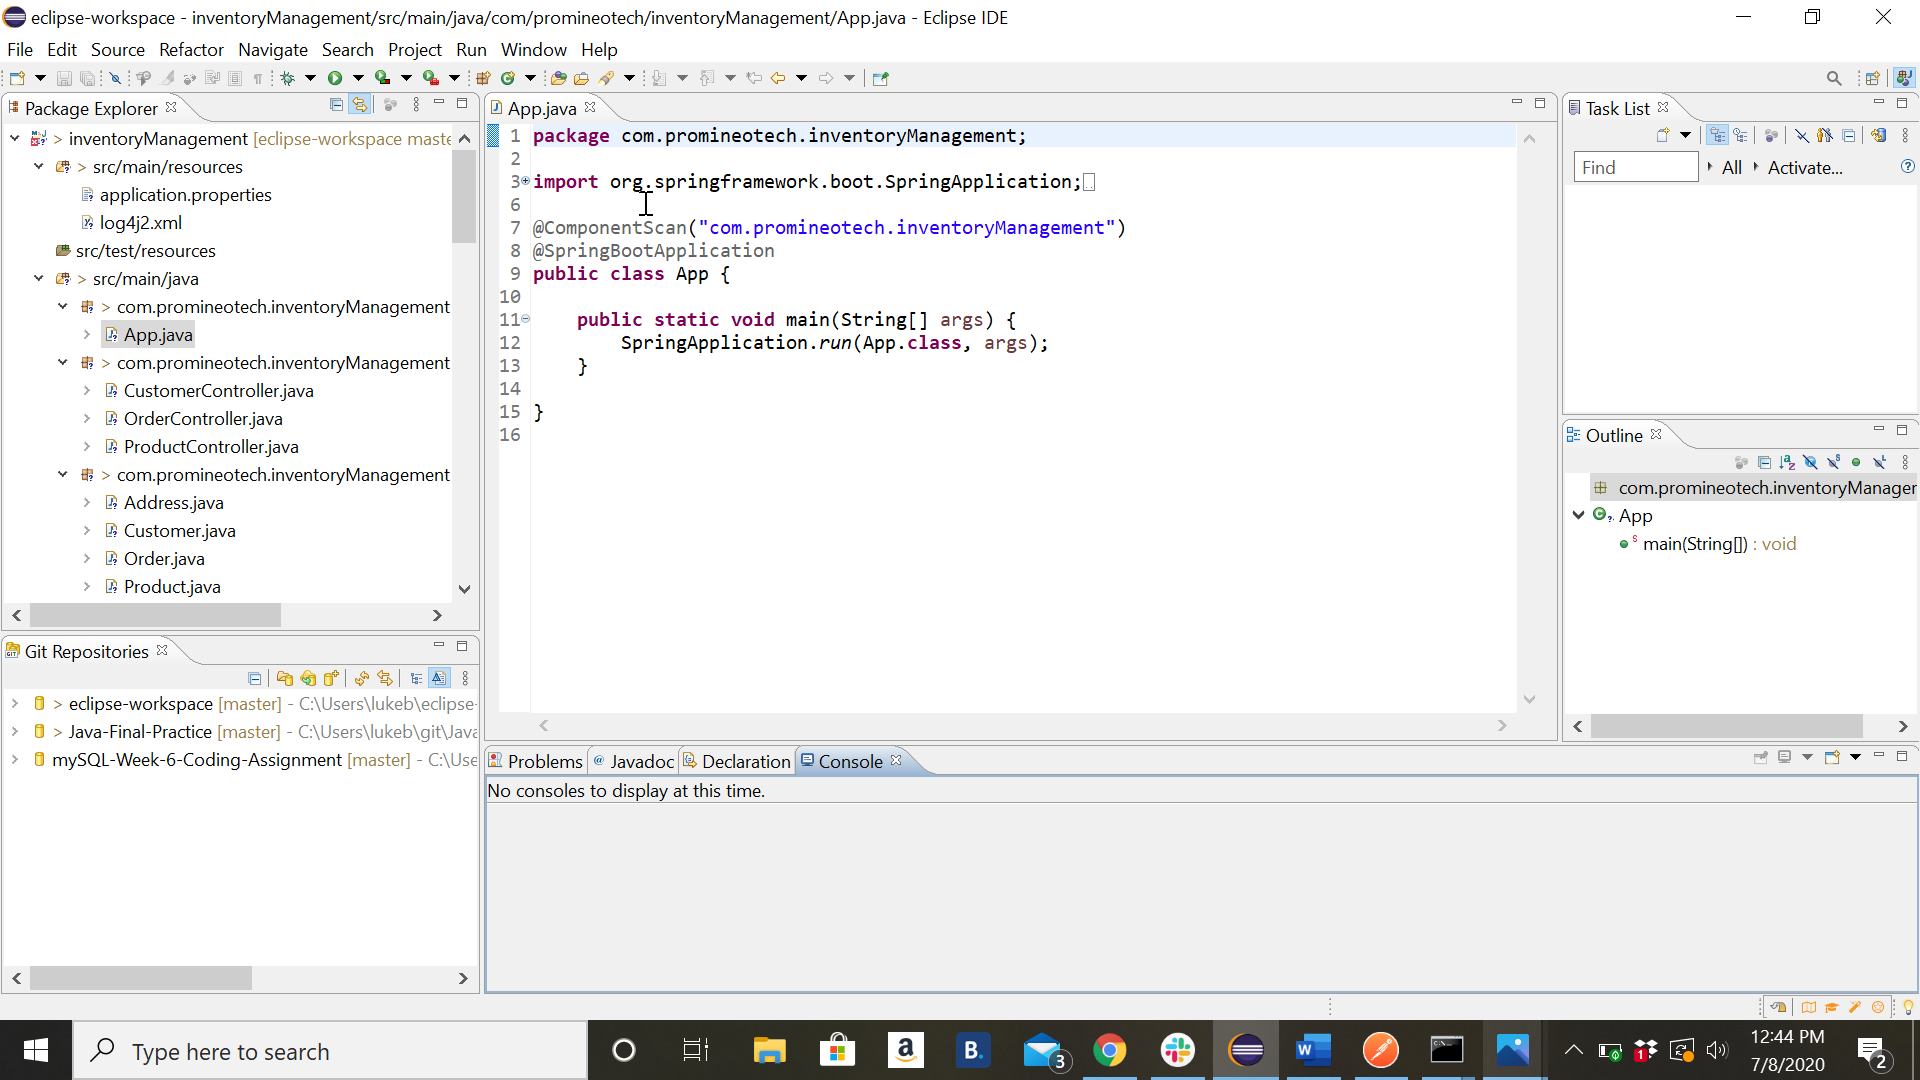 eclipse-workspace - inventoryManagement/src/main/java/com/promineotech/inventoryManagement/App.java - Eclipse IDE
File Edit Source Refactor Navigate Search Project Run Window Help
Package Explorer
inventoryManagement [eclipse-workspace maste
> src/main/resources
application.properties
log4j2.xml
src/test/resources
> src/main/java
> com.promineotech.inventoryManagement
App.java
> com.promineotech.inventoryManagement
CustomerController.java
OrderController.java
ProductController.java
> com.promineotech.inventoryManagement
Address.java
Customer.java
Order.java
Product.java
Git Repositories
> eclipse-workspace [master] - C:\Users\lukeb\eclipse-
> Java-Final-Practice [master] - C:\Users\lukeb\git\Java
mySQL-Week-6-Coding-Assignment [master] - C:\Use
App.java
1 package com.promineotech.inventoryManagement;
2
3 import org.springframework.boot.SpringApplication;
6
7 @ComponentScan("com.promineotech.inventoryManagement")
8 @SpringBootApplication
9 public class App {
10
11 public static void main(String[] args) {
12 SpringApplication.run(App.class, args);
13 }
14
15 }
16
Problems Javadoc Declaration Console
No consoles to display at this time.
Task List
Find All Activate...
Outline
com.promineotech.inventoryManager
App
main(String[]) : void
Type here to search
a
B.
3
W
1
12:44 PM
7/8/2020
2